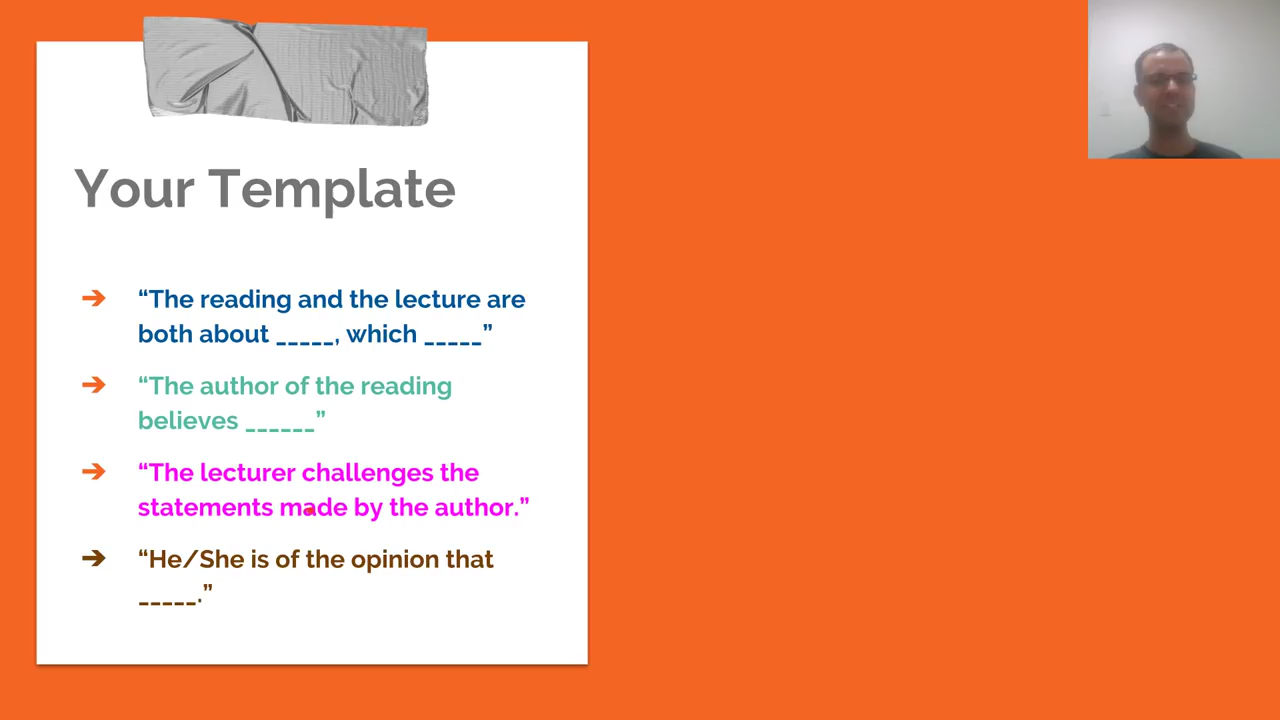 Your Template
➔ “The reading and the lecture are
both about _____, which _____”
➔ “The author of the reading
believes ______”
➔ “The lecturer challenges the
statements made by the author.”
➔ “He/She is of the opinion that
_____.”